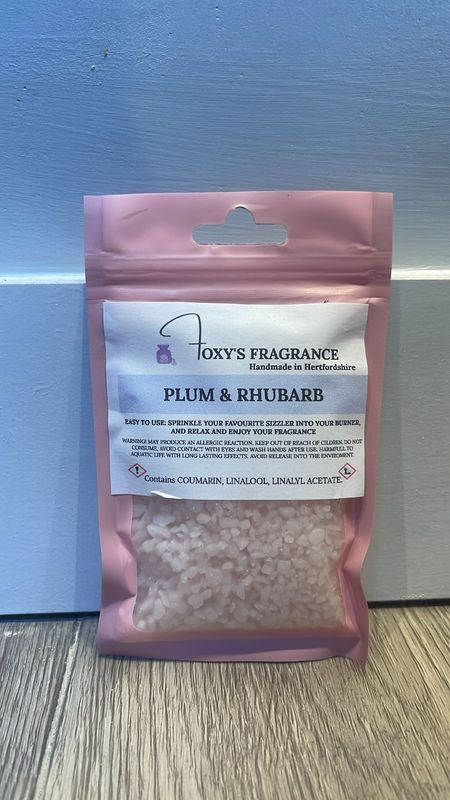 FOXY'S FRAGRANCE
Handmade in Hertfordshire
PLUM & RHUBARB
EASY TO USE: SPRINKLE YOUR FAVOURITE SIZZLER INTO YOUR BURNER,
AND RELAX AND ENJOY YOUR FRAGRANCE
WARNING! MAY PRODUCE AN ALLERGIC REACTION. KEEP OUT OF REACH OF CILDREN. DO NOT
CONSUME, AVOID CONTACT WITH EYES AND WASH HANDS AFTER USE. HARMFULL TO
AQUATIC LIFE WITH LONG LASTING EFFECTS. AVOID RELEASE INTO THE ENVIROMENT.
Contains COUMARIN, LINALOOL, LINALYL ACETATE.